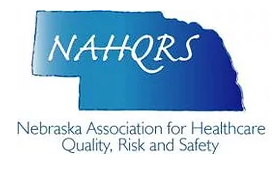 NAHQRS
Nebraska Association for Healthcare
Quality, Risk and Safety